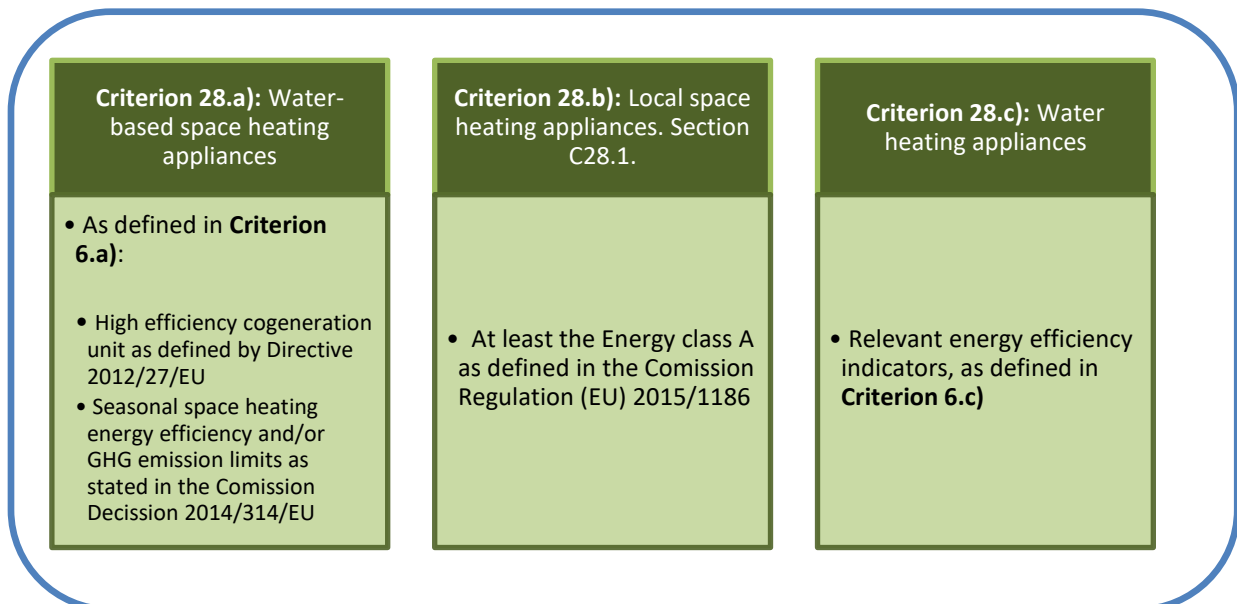 Criterion 28.a): Water-
based space heating
appliances
• As defined in Criterion
6.a):
• High efficiency cogeneration
unit as defined by Directive
2012/27/EU
• Seasonal space heating
energy efficiency and/or
GHG emission limits as
stated in the Comission
Decission 2014/314/EU
Criterion 28.b): Local space
heating appliances. Section
C28.1.
• At least the Energy class A
as defined in the Comission
Regulation (EU) 2015/1186
Criterion 28.c): Water
heating appliances
• Relevant energy efficiency
indicators, as defined in
Criterion 6.c)